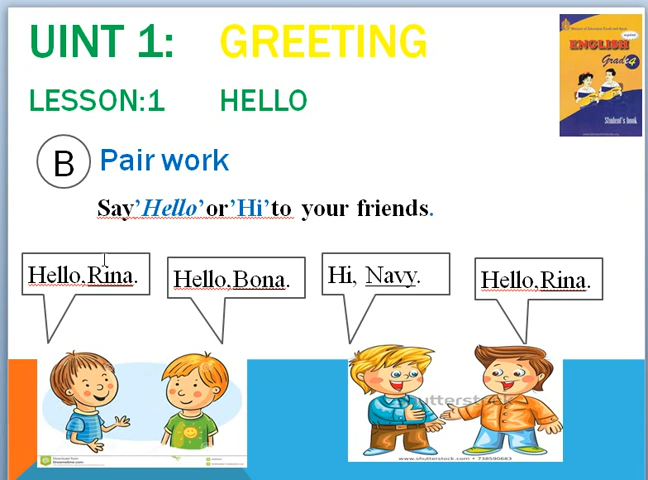 UINT 1: GREETING
ENGLISH
Grade 4
Student's book
LESSON:1 HELLO
B Pair work
Say'Hello'or'Hi'to your friends.
Hello,Rina.
Hello,Bona.
Hi, Navy.
Hello,Rina.
shutterstock
www.shutterstock.com • 738590683